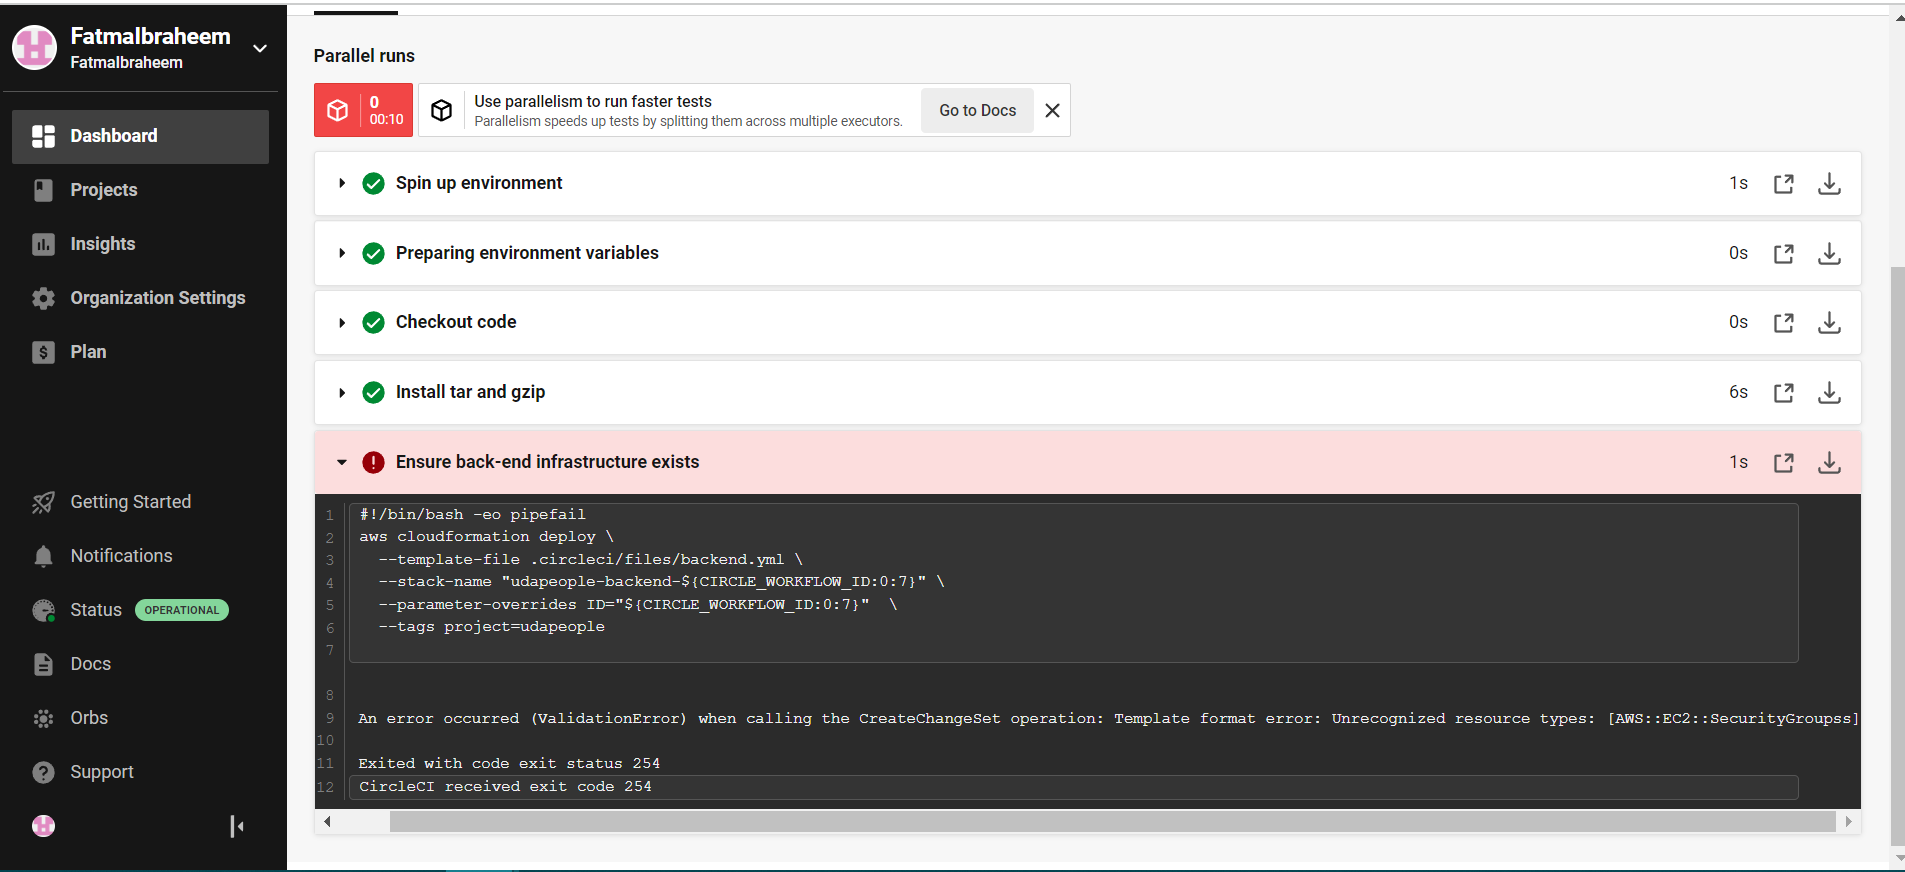 FatmaIbraheem
FatmaIbraheem
Dashboard
Projects
Insights
Organization Settings
Plan
Getting Started
Notifications
Status OPERATIONAL
Docs
Orbs
Support
Parallel runs
0
00:10
Use parallelism to run faster tests
Parallelism speeds up tests by splitting them across multiple executors.
Go to Docs
Spin up environment 1s
Preparing environment variables 0s
Checkout code 0s
Install tar and gzip 6s
Ensure back-end infrastructure exists 1s
1 #!/bin/bash -eo pipefail
2 aws cloudformation deploy \
3 --template-file .circleci/files/backend.yml \
4 --stack-name "udapeople-backend-${CIRCLE_WORKFLOW_ID:0:7}" \
5 --parameter-overrides ID="${CIRCLE_WORKFLOW_ID:0:7}"  \
6 --tags project=udapeople
7
8
9 An error occurred (ValidationError) when calling the CreateChangeSet operation: Template format error: Unrecognized resource types: [AWS::EC2::SecurityGroupss]
10
11 Exited with code exit status 254
12 CircleCI received exit code 254